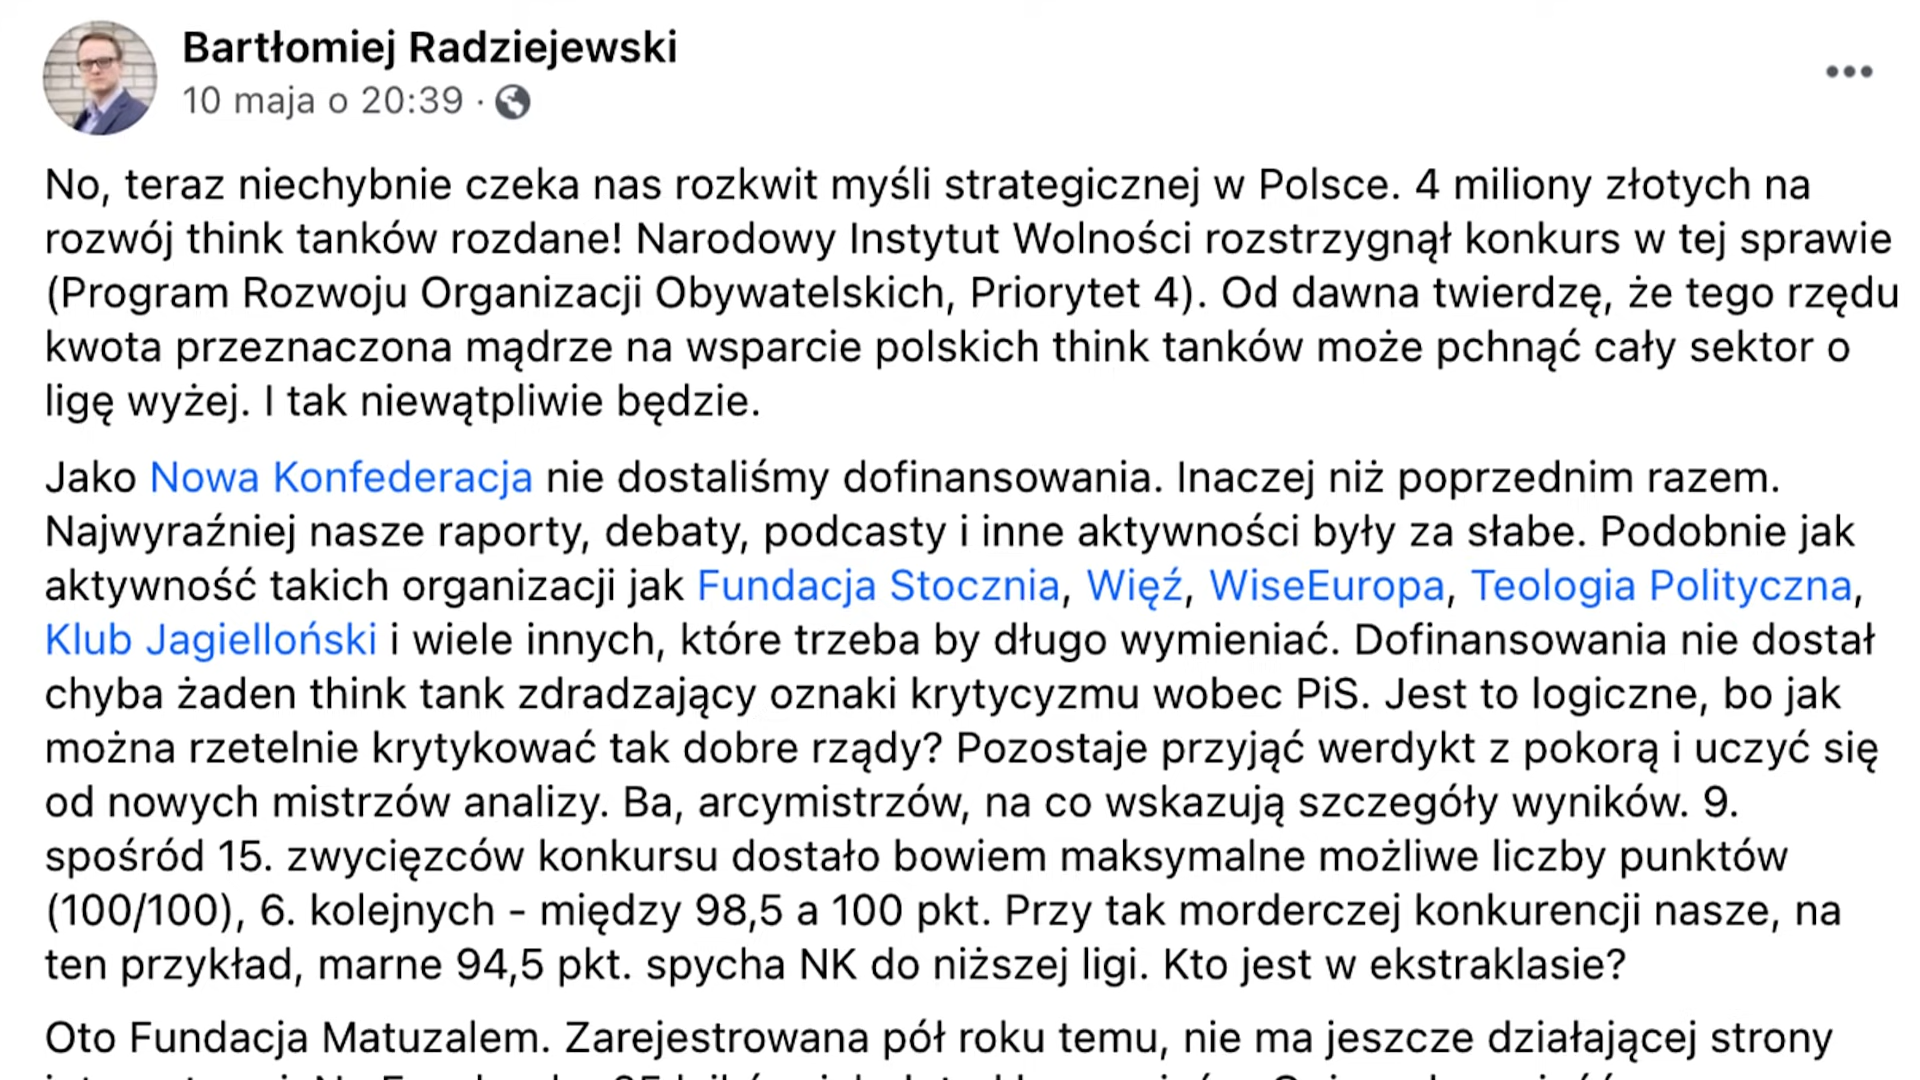 Bartłomiej Radziejewski
10 maja o 20:39 ·
No, teraz niechybnie czeka nas rozkwit myśli strategicznej w Polsce. 4 miliony złotych na
rozwój think tanków rozdane! Narodowy Instytut Wolności rozstrzygnął konkurs w tej sprawie
(Program Rozwoju Organizacji Obywatelskich, Priorytet 4). Od dawna twierdzę, że tego rzędu
kwota przeznaczona mądrze na wsparcie polskich think tanków może pchnąć cały sektor o
ligę wyżej. I tak niewątpliwie będzie.
Jako Nowa Konfederacja nie dostaliśmy dofinansowania. Inaczej niż poprzednim razem.
Najwyraźniej nasze raporty, debaty, podcasty i inne aktywności były za słabe. Podobnie jak
aktywność takich organizacji jak Fundacja Stocznia, Więź, WiseEuropa, Teologia Polityczna,
Klub Jagielloński i wiele innych, które trzeba by długo wymieniać. Dofinansowania nie dostał
chyba żaden think tank zdradzający oznaki krytycyzmu wobec PiS. Jest to logiczne, bo jak
można rzetelnie krytykować tak dobre rządy? Pozostaje przyjąć werdykt z pokorą i uczyć się
od nowych mistrzów analizy. Ba, arcymistrzów, na co wskazują szczegóły wyników. 9.
spośród 15. zwycięzców konkursu dostało bowiem maksymalne możliwe liczby punktów
(100/100), 6. kolejnych - między 98,5 a 100 pkt. Przy tak morderczej konkurencji nasze, na
ten przykład, marne 94,5 pkt. spycha NK do niższej ligi. Kto jest w ekstraklasie?
Oto Fundacja Matuzalem. Zarejestrowana pół roku temu, nie ma jeszcze działającej strony